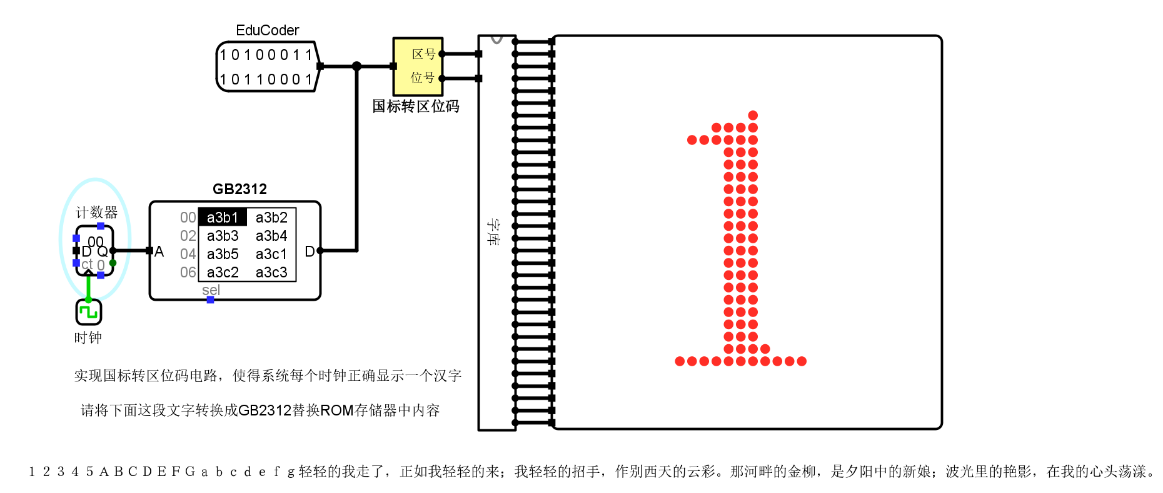 EduCoder
10100011
10110001
区号
位号
国标转区位码
GB2312
计数器
00
D Q
ct 0
A
00 a3b1 a3b2
02 a3b3 a3b4
04 a3b5 a3c1
06 a3c2 a3c3
D
sel
时钟
字库
1
实现国标转区位码电路，使得系统每个时钟正确显示一个汉字
请将下面这段文字转换成GB2312替换ROM存储器中内容
１２３４５ＡＢＣＤＥＦＧａｂｃｄｅｆｇ轻轻的我走了，正如我轻轻的来；我轻轻的招手，作别西天的云彩。那河畔的金柳，是夕阳中的新娘；波光里的艳影，在我的心头荡漾。